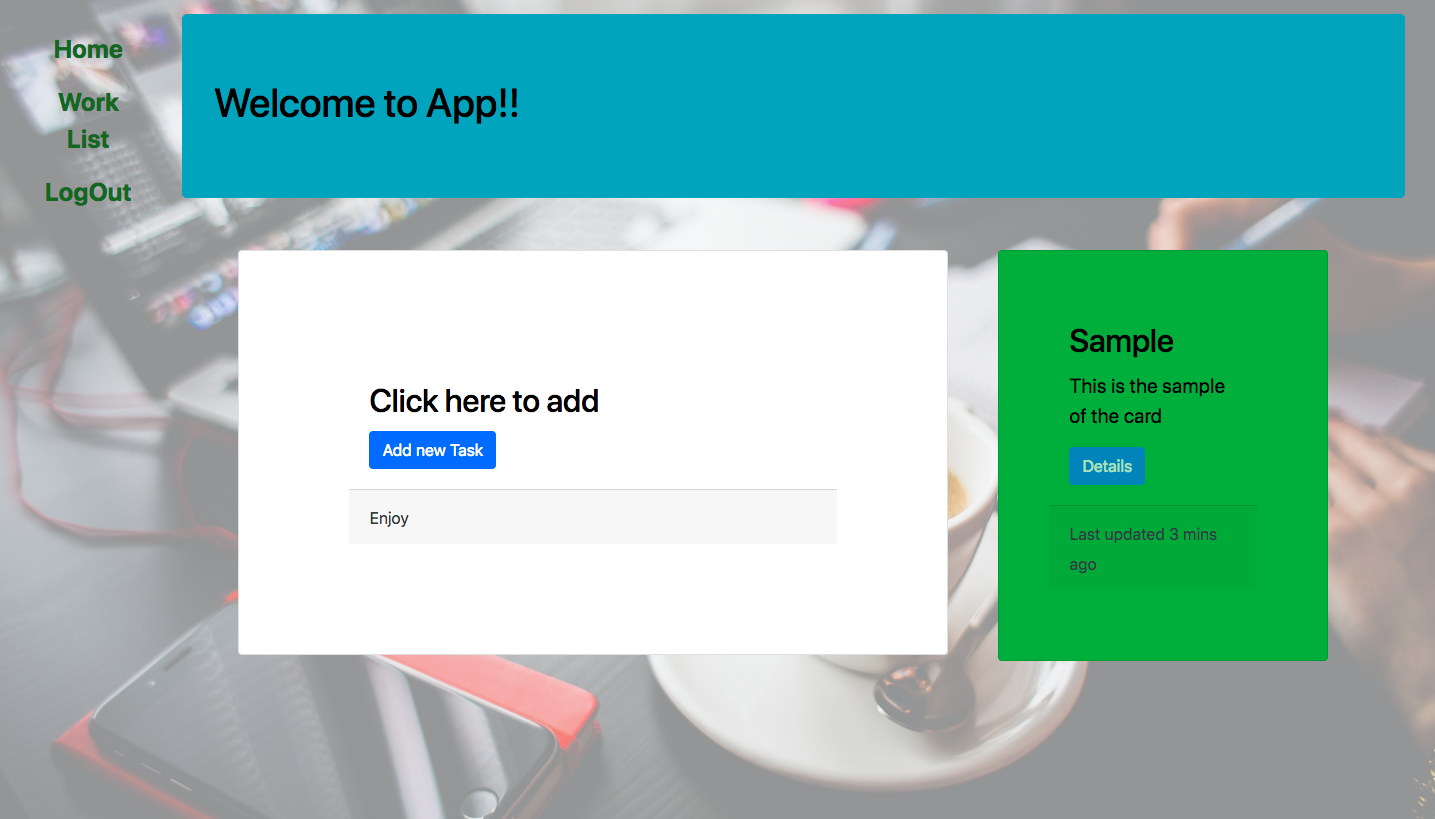 Home
Work
List
LogOut
Welcome to App!!
Click here to add
Add new Task
Enjoy
Sample
This is the sample
of the card
Details
Last updated 3 mins
ago